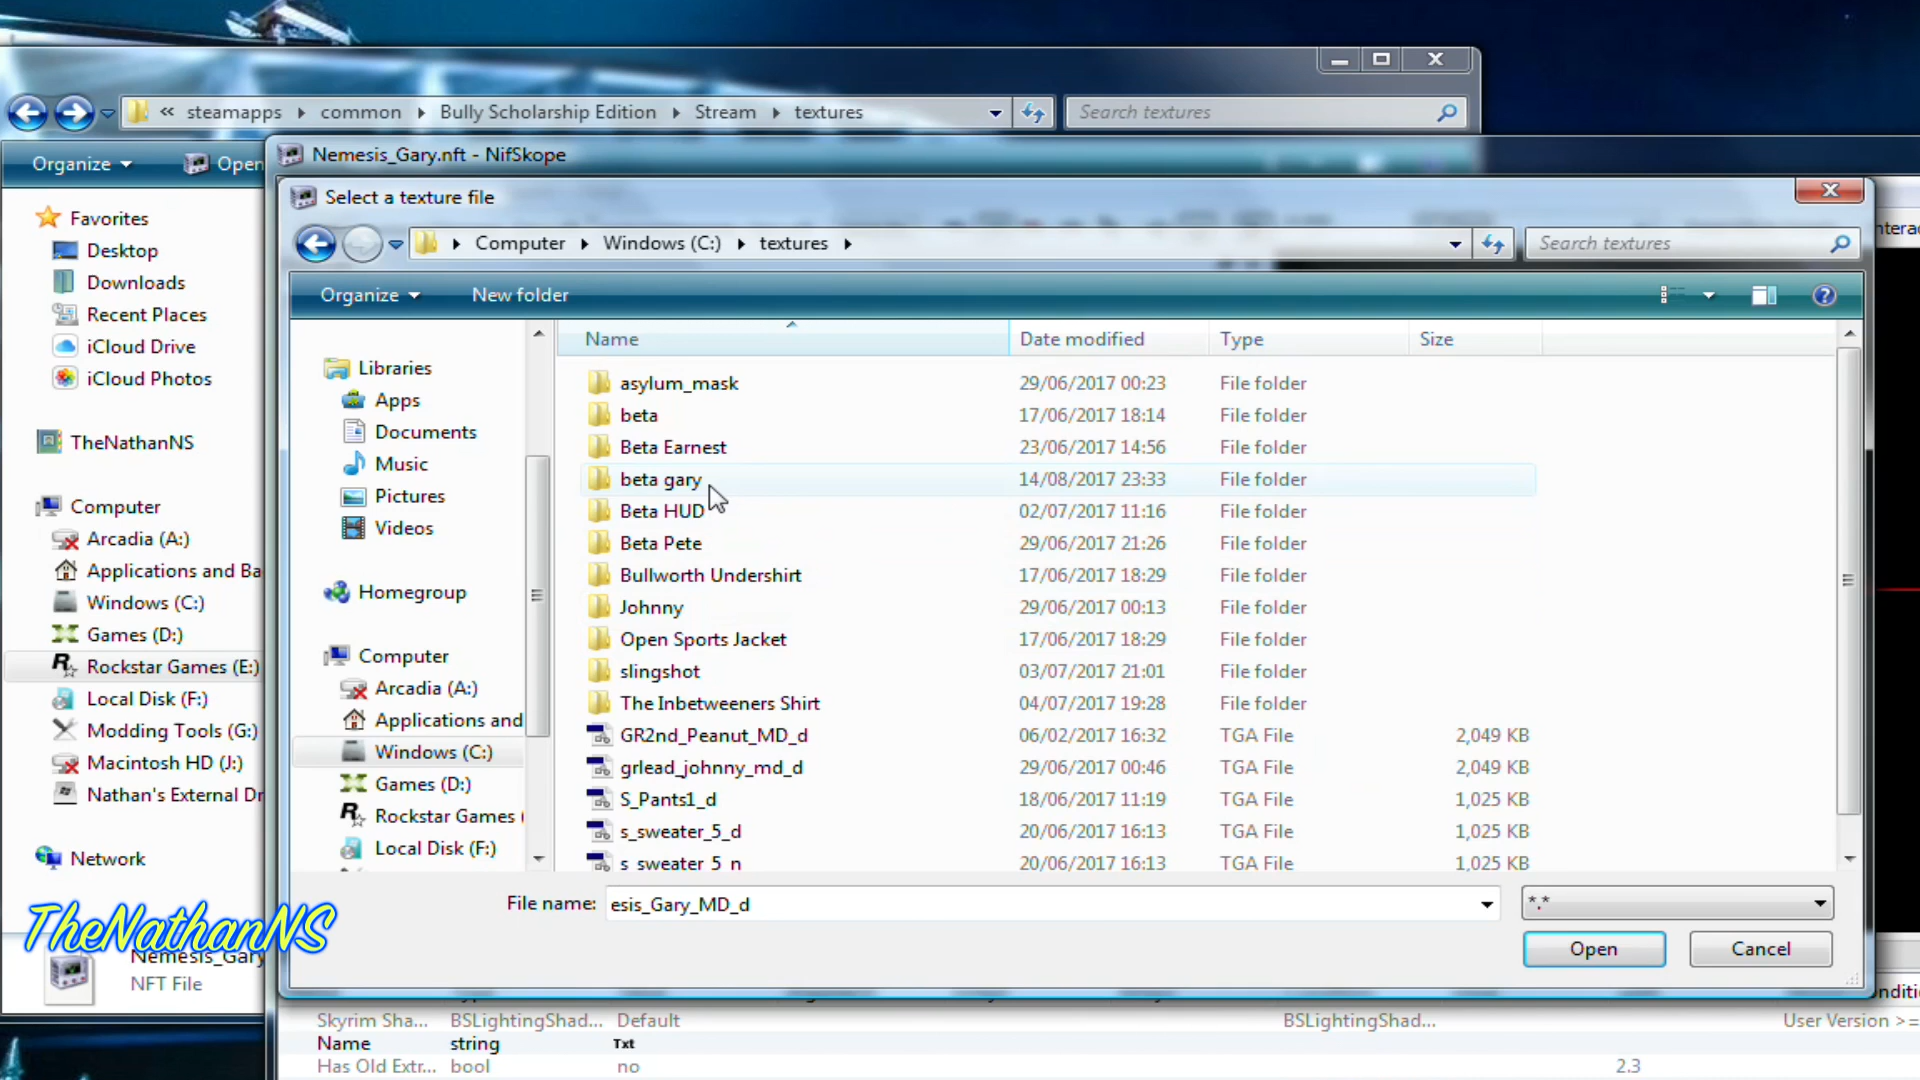 « steamapps common Bully Scholarship Edition Stream textures
Search textures
Organize
Open
Nemesis_Gary.nft - NifSkope
Select a texture file
Computer Windows (C:) textures
Search textures
Organize
New folder
Favorites
Desktop
Downloads
Recent Places
iCloud Drive
iCloud Photos
TheNathanNS
Computer
Arcadia (A:)
Applications and Ba
Windows (C:)
Games (D:)
Rockstar Games (E:)
Local Disk (F:)
Modding Tools (G:)
Macintosh HD (J:)
Nathan's External Dr
Network
Libraries
Apps
Documents
Music
Pictures
Videos
Homegroup
Computer
Arcadia (A:)
Applications and
Windows (C:)
Games (D:)
Rockstar Games (
Local Disk (F:)
Name Date modified Type Size
asylum_mask 29/06/2017 00:23 File folder
beta 17/06/2017 18:14 File folder
Beta Earnest 23/06/2017 14:56 File folder
beta gary 14/08/2017 23:33 File folder
Beta HUD 02/07/2017 11:16 File folder
Beta Pete 29/06/2017 21:26 File folder
Bullworth Undershirt 17/06/2017 18:29 File folder
Johnny 29/06/2017 00:13 File folder
Open Sports Jacket 17/06/2017 18:29 File folder
slingshot 03/07/2017 21:01 File folder
The Inbetweeners Shirt 04/07/2017 19:28 File folder
GR2nd_Peanut_MD_d 06/02/2017 16:32 TGA File 2,049 KB
grlead_johnny_md_d 29/06/2017 00:46 TGA File 2,049 KB
S_Pants1_d 18/06/2017 11:19 TGA File 1,025 KB
s_sweater_5_d 20/06/2017 16:13 TGA File 1,025 KB
s_sweater_5_n 20/06/2017 16:13 TGA File 1,025 KB
File name: esis_Gary_MD_d
*.*
Open
Cancel
TheNathanNS
Nemesis_Gary
NFT File
Skyrim Sha... BSLightingShad... Default BSLightingShad... User Version >=
Name string Txt
Has Old Extr... bool no 2.3